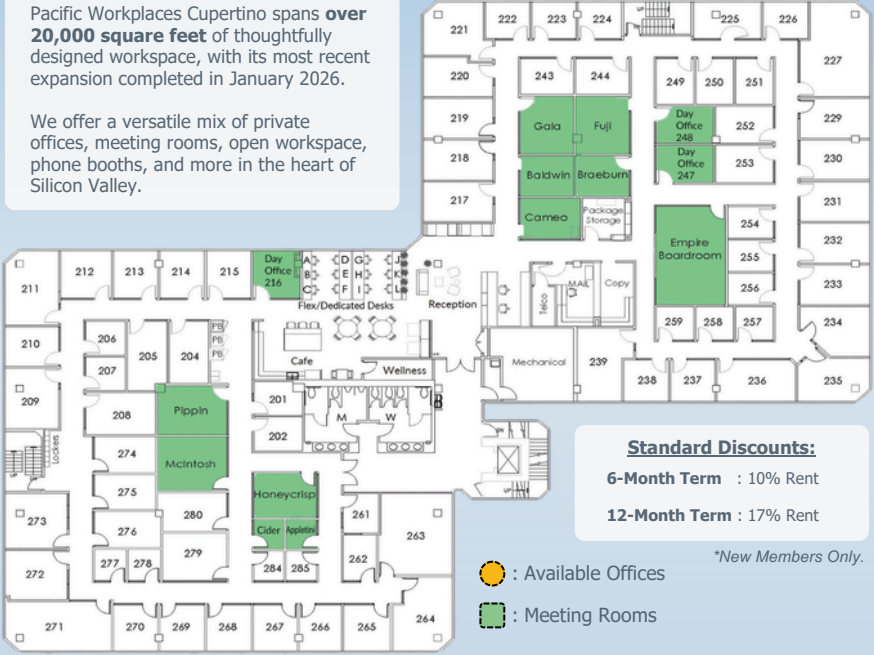 Pacific Workplaces Cupertino spans over
20,000 square feet of thoughtfully
designed workspace, with its most recent
expansion completed in January 2026.
We offer a versatile mix of private
offices, meeting rooms, open workspace,
phone booths, and more in the heart of
Silicon Valley.
221
222
223
224
UP
UP
225
226
227
220
243
244
249
250
251
219
Gala
Fuji
Day
Office
248
252
229
218
Baldwin
Braeburn
Day
Office
247
253
230
217
Cameo
Package
Storage
231
Empire
Boardroom
254
255
256
232
233
234
211
212
213
214
215
Day
Office
216
A
B
C
D G
E H
F I
J
K
L
Flex/Dedicated Desks
Reception
Telco
MAIL
Copy
259
258
257
210
206
207
205
204
PB
PB
PB
Cafe
Wellness
Mechanical
239
238
237
236
235
209
208
Pippin
201
202
M
W
Lockers
UP
274
McIntosh
275
Honeycrisp
273
280
276
Cider
Appletini
261
263
279
277
278
284
285
262
272
271
270
269
268
267
266
265
264
UP
Standard Discounts:
6-Month Term : 10% Rent
12-Month Term : 17% Rent
*New Members Only.
: Available Offices
: Meeting Rooms